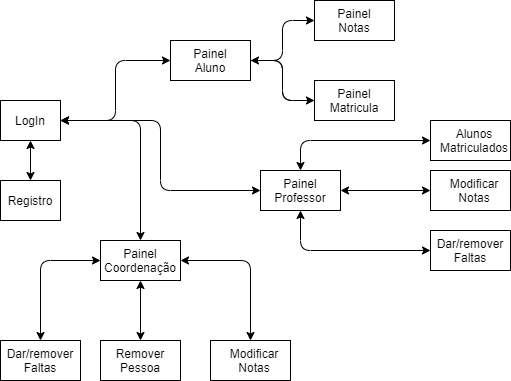 Painel
Notas
Painel
Aluno
Painel
Matricula
LogIn
Alunos
Matriculados
Registro
Painel
Professor
Modificar
Notas
Painel
Coordenação
Dar/remover
Faltas
Dar/remover
Faltas
Remover
Pessoa
Modificar
Notas